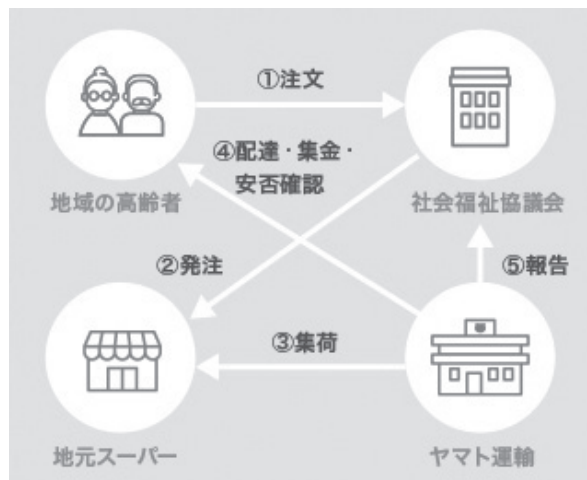 ①注文
④配達・集金・
安否確認
地域の高齢者
社会福祉協議会
②発注
⑤報告
③集荷
地元スーパー
ヤマト運輸